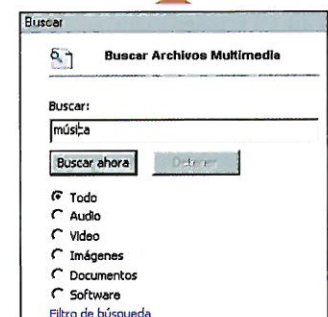 Buscar
Buscar Archivos Multimedia
Buscar:
música
Buscar ahora Detener
Todo
Audio
Video
Imágenes
Documentos
Software
Filtro de búsqueda